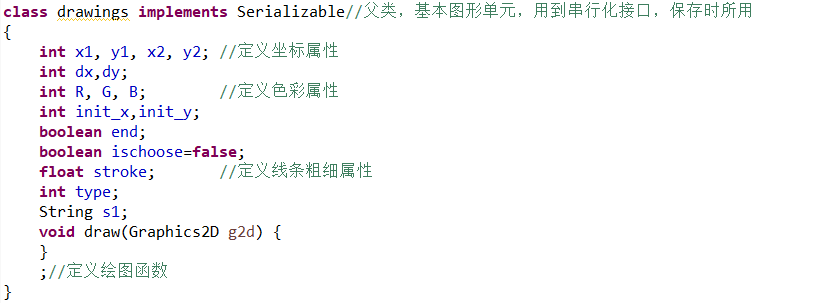 class drawings implements Serializable//父类，基本图形单元，用到串行化接口，保存时所用
{
    int x1, y1, x2, y2; //定义坐标属性
    int dx,dy;
    int R, G, B;        //定义色彩属性
    int init_x,init_y;
    boolean end;
    boolean ischoose=false;
    float stroke;       //定义线条粗细属性
    int type;
    String s1;
    void draw(Graphics2D g2d) {
    }
    ;//定义绘图函数
}